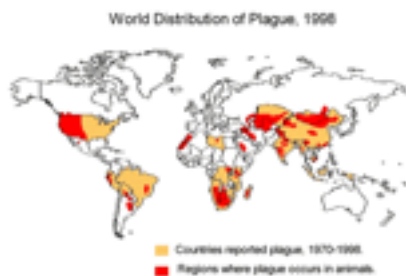 World Distribution of Plague, 1998
Countries reported plague, 1970-1998.
Regions where plague occurs in animals.